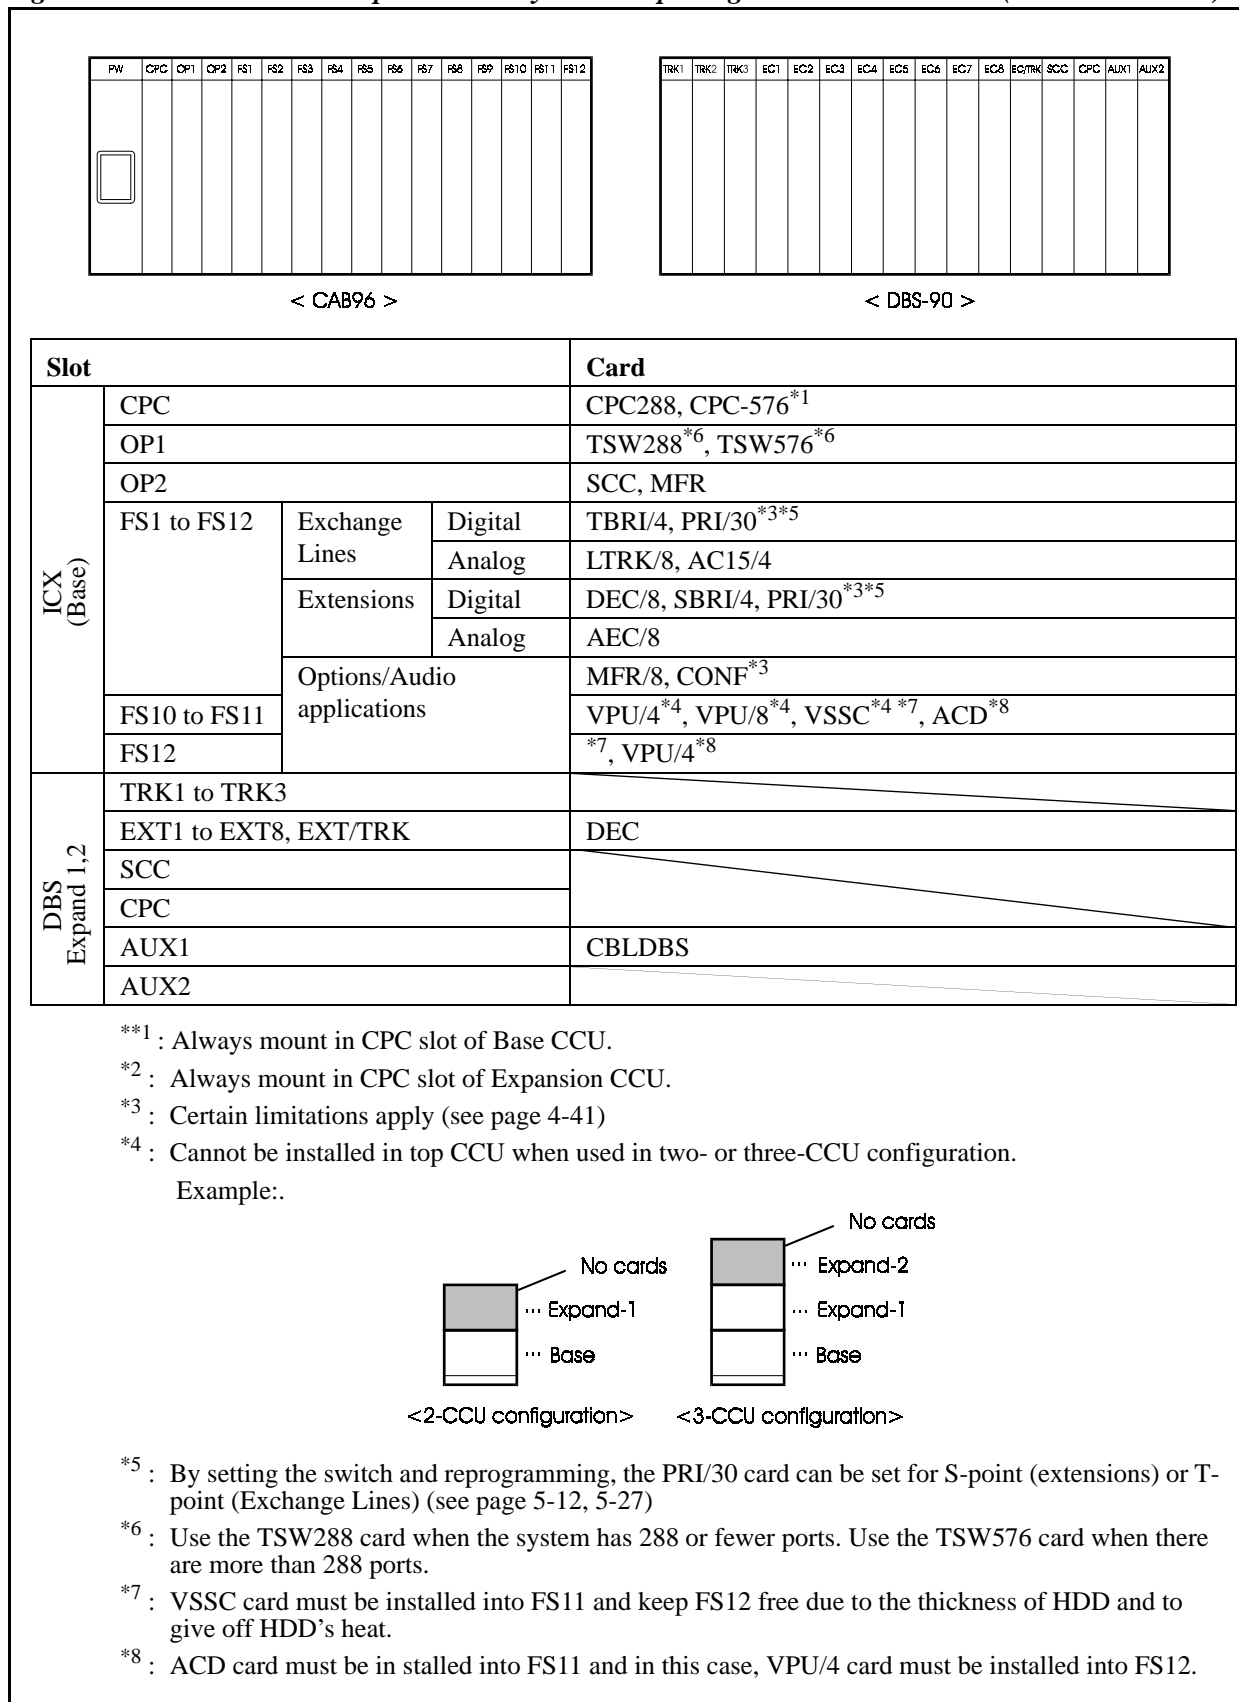 PW CPC OP1 OP2 FS1 FS2 FS3 FS4 FS5 FS6 FS7 FS8 FS9 FS10 FS11 FS12
TRK1 TRK2 TRK3 EC1 EC2 EC3 EC4 EC5 EC6 EC7 EC8 EC/TRK SCC CPC AUX1 AUX2
< CAB96 >
< DBS-90 >
Slot Card
ICX
(Base)
CPC CPC288, CPC-576*1
OP1 TSW288*6, TSW576*6
OP2 SCC, MFR
FS1 to FS12 Exchange Digital TBRI/4, PRI/30*3*5
Lines Analog LTRK/8, AC15/4
Extensions Digital DEC/8, SBRI/4, PRI/30*3*5
Analog AEC/8
Options/Audio MFR/8, CONF*3
applications
FS10 to FS11 VPU/4*4, VPU/8*4, VSSC*4 *7, ACD*8
FS12 *7, VPU/4*8
DBS
Expand 1,2
TRK1 to TRK3
EXT1 to EXT8, EXT/TRK DEC
SCC
CPC
AUX1 CBLDBS
AUX2
**1 : Always mount in CPC slot of Base CCU.
*2 : Always mount in CPC slot of Expansion CCU.
*3 : Certain limitations apply (see page 4-41)
*4 : Cannot be installed in top CCU when used in two- or three-CCU configuration.
Example:.
No cards
··· Expand-1
··· Base
<2-CCU configuration>
No cards
··· Expand-2
··· Expand-1
··· Base
<3-CCU configuration>
*5 : By setting the switch and reprogramming, the PRI/30 card can be set for S-point (extensions) or T-
point (Exchange Lines) (see page 5-12, 5-27)
*6 : Use the TSW288 card when the system has 288 or fewer ports. Use the TSW576 card when there
are more than 288 ports.
*7 : VSSC card must be installed into FS11 and keep FS12 free due to the thickness of HDD and to
give off HDD's heat.
*8 : ACD card must be in stalled into FS11 and in this case, VPU/4 card must be installed into FS12.